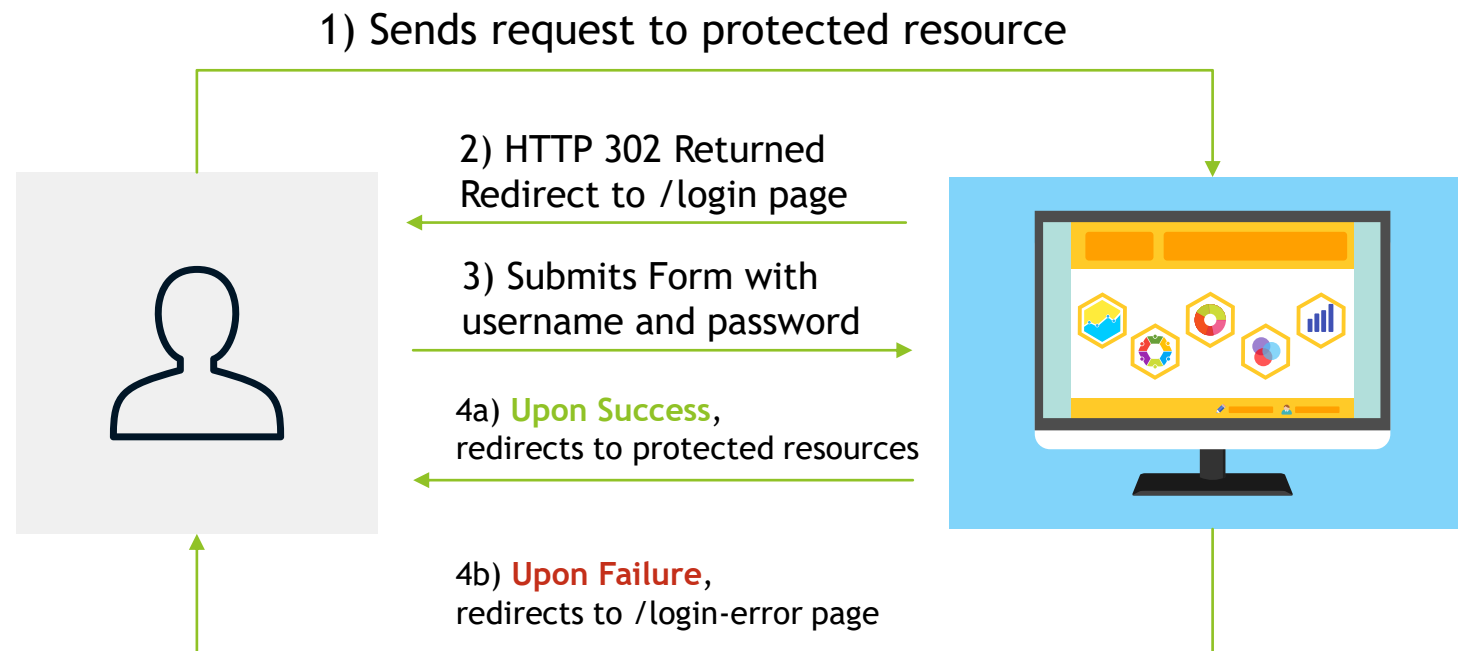 1) Sends request to protected resource
2) HTTP 302 Returned
Redirect to /login page
3) Submits Form with
username and password
4a) Upon Success,
redirects to protected resources
4b) Upon Failure,
redirects to /login-error page